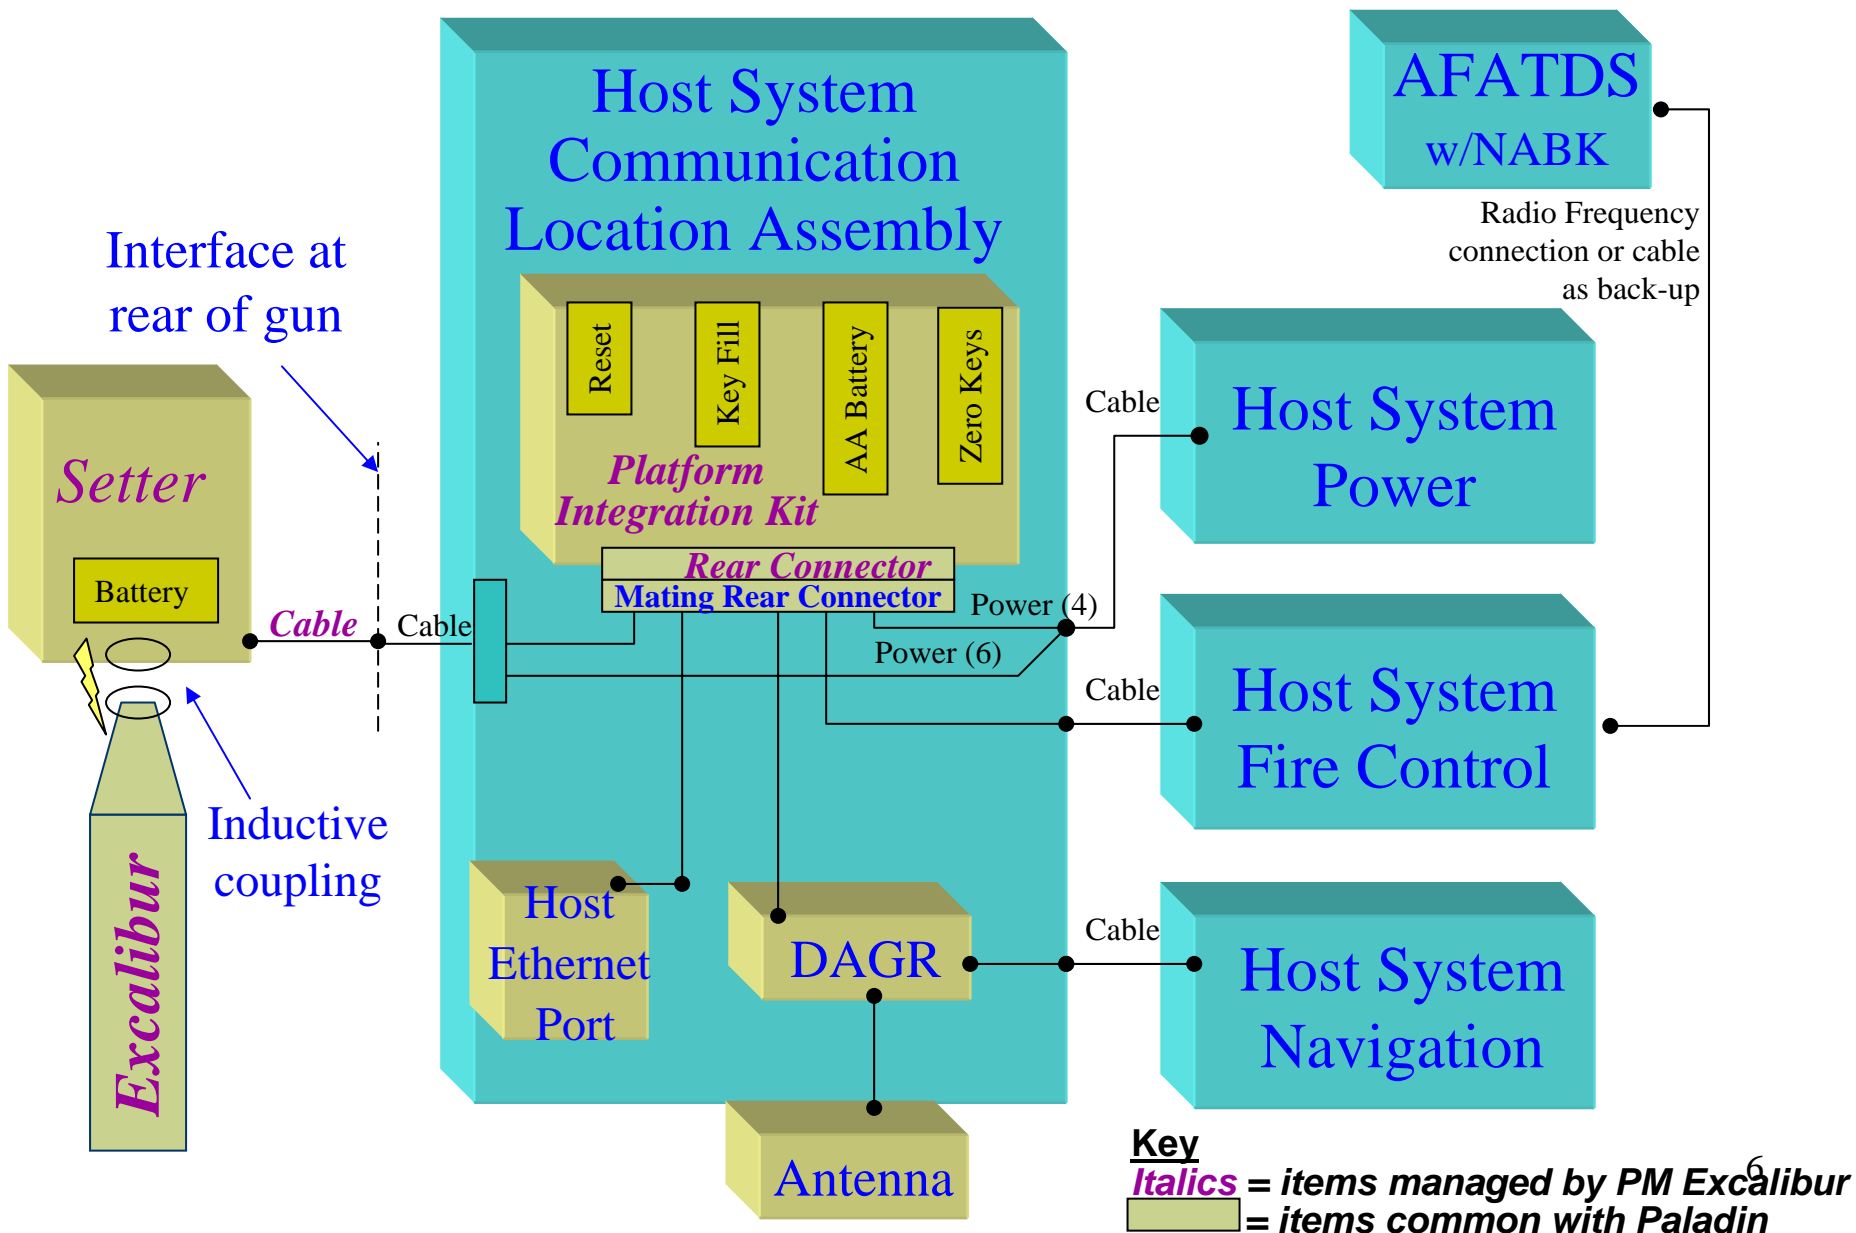 Host System
Communication
Location Assembly
AFATDS
w/NABK
Radio Frequency
connection or cable
as back-up
Interface at
rear of gun
Reset
Key Fill
AA Battery
Zero Keys
Platform
Integration Kit
Rear Connector
Mating Rear Connector
Setter
Battery
Cable
Cable
Power (4)
Power (6)
Cable
Host System
Power
Cable
Host System
Fire Control
Inductive
coupling
Excalibur
Host
Ethernet
Port
DAGR
Cable
Host System
Navigation
Antenna
Key
Italics = items managed by PM Excalibur
= items common with Paladin
6